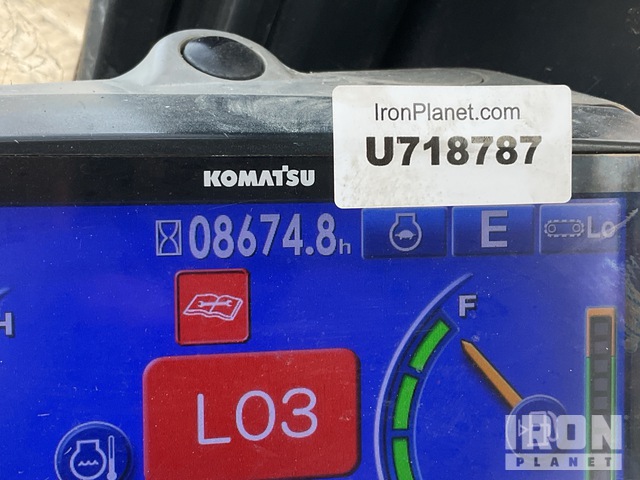 IronPlanet.com
U718787
KOMATSU
08674.8h
E
Lo
H
F
L03
IRON
PLANET